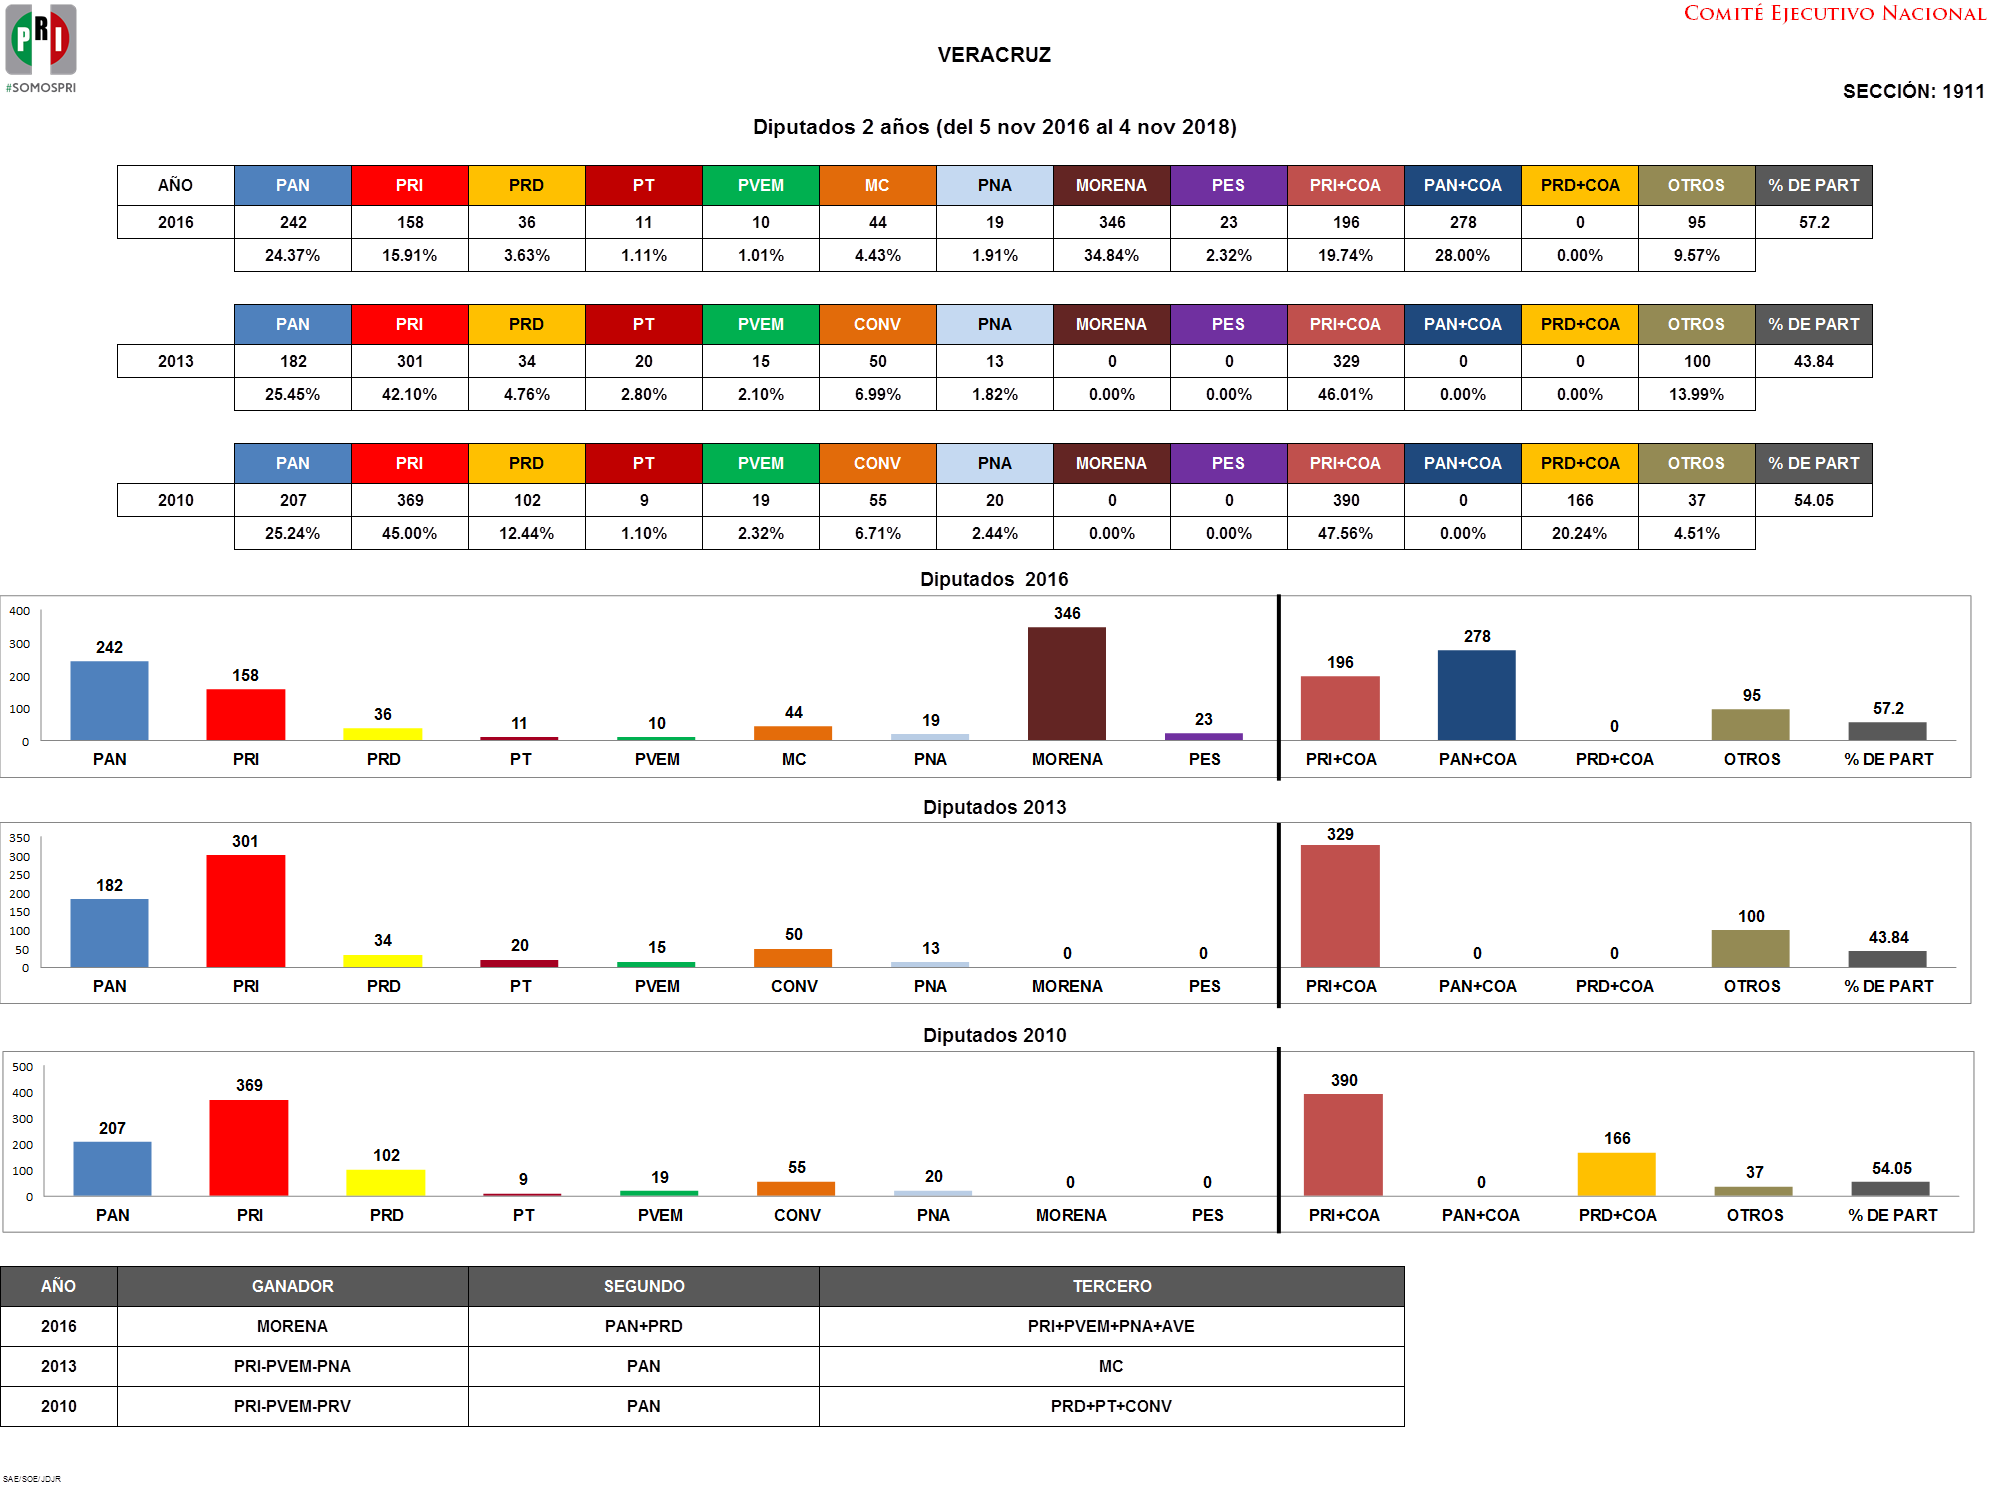 PRI
#SOMOSPRI
COMITÉ EJECUTIVO NACIONAL
VERACRUZ
SECCIÓN: 1911
Diputados 2 años (del 5 nov 2016 al 4 nov 2018)
AÑO PAN PRI PRD PT PVEM MC PNA MORENA PES PRI+COA PAN+COA PRD+COA OTROS % DE PART
2016 242 158 36 11 10 44 19 346 23 196 278 0 95 57.2
24.37% 15.91% 3.63% 1.11% 1.01% 4.43% 1.91% 34.84% 2.32% 19.74% 28.00% 0.00% 9.57%
PAN PRI PRD PT PVEM CONV PNA MORENA PES PRI+COA PAN+COA PRD+COA OTROS % DE PART
2013 182 301 34 20 15 50 13 0 0 329 0 0 100 43.84
25.45% 42.10% 4.76% 2.80% 2.10% 6.99% 1.82% 0.00% 0.00% 46.01% 0.00% 0.00% 13.99%
PAN PRI PRD PT PVEM CONV PNA MORENA PES PRI+COA PAN+COA PRD+COA OTROS % DE PART
2010 207 369 102 9 19 55 20 0 0 390 0 166 37 54.05
25.24% 45.00% 12.44% 1.10% 2.32% 6.71% 2.44% 0.00% 0.00% 47.56% 0.00% 20.24% 4.51%
Diputados 2016
400
300
200
100
0
242 158 36 11 10 44 19 346 23 196 278 0 95 57.2
PAN PRI PRD PT PVEM MC PNA MORENA PES PRI+COA PAN+COA PRD+COA OTROS % DE PART
Diputados 2013
350
300
250
200
150
100
50
0
182 301 34 20 15 50 13 0 0 329 0 0 100 43.84
PAN PRI PRD PT PVEM CONV PNA MORENA PES PRI+COA PAN+COA PRD+COA OTROS % DE PART
Diputados 2010
500
400
300
200
100
0
207 369 102 9 19 55 20 0 0 390 0 166 37 54.05
PAN PRI PRD PT PVEM CONV PNA MORENA PES PRI+COA PAN+COA PRD+COA OTROS % DE PART
AÑO GANADOR SEGUNDO TERCERO
2016 MORENA PAN+PRD PRI+PVEM+PNA+AVE
2013 PRI-PVEM-PNA PAN MC
2010 PRI-PVEM-PRV PAN PRD+PT+CONV
SAE/SOE/JDJR